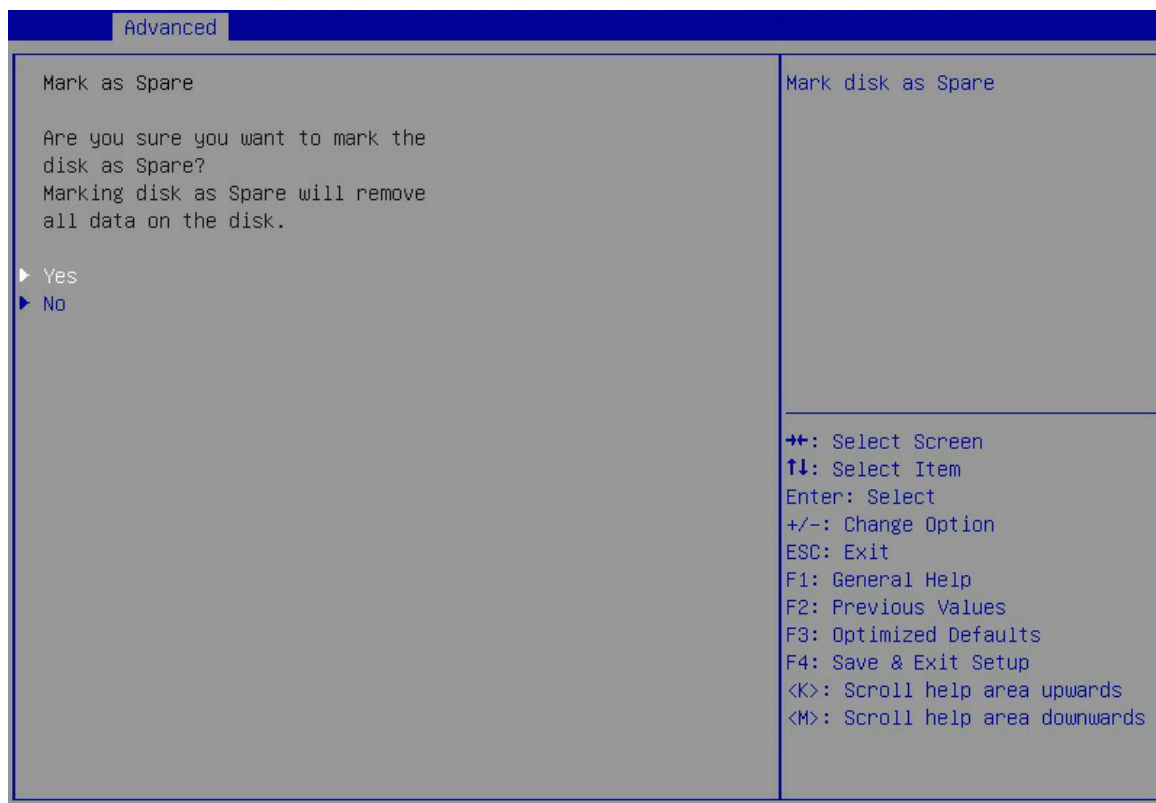 Advanced
Mark as Spare
Are you sure you want to mark the
disk as Spare?
Marking disk as Spare will remove
all data on the disk.
Yes
No
Mark disk as Spare
→←: Select Screen
↑↓: Select Item
Enter: Select
+/-: Change Option
ESC: Exit
F1: General Help
F2: Previous Values
F3: Optimized Defaults
F4: Save & Exit Setup
<K>: Scroll help area upwards
<M>: Scroll help area downwards